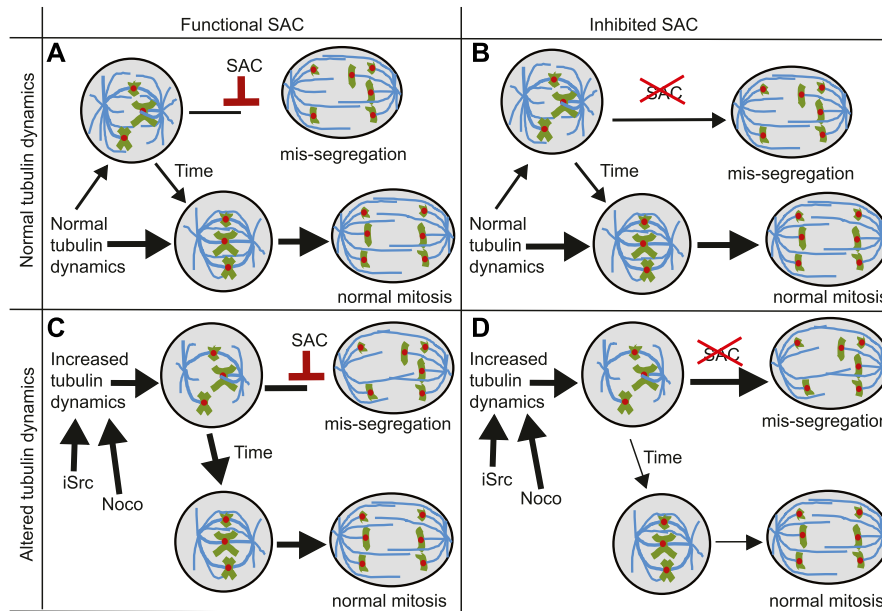 Functional SAC
Inhibited SAC
Normal tubulin dynamics
Altered tubulin dynamics
A
SAC
mis-segregation
Time
Normal
tubulin
dynamics
normal mitosis
B
SAC
mis-segregation
Time
Normal
tubulin
dynamics
normal mitosis
C
Increased
tubulin
dynamics
SAC
mis-segregation
Time
iSrc
Noco
normal mitosis
D
Increased
tubulin
dynamics
SAC
mis-segregation
Time
iSrc
Noco
normal mitosis